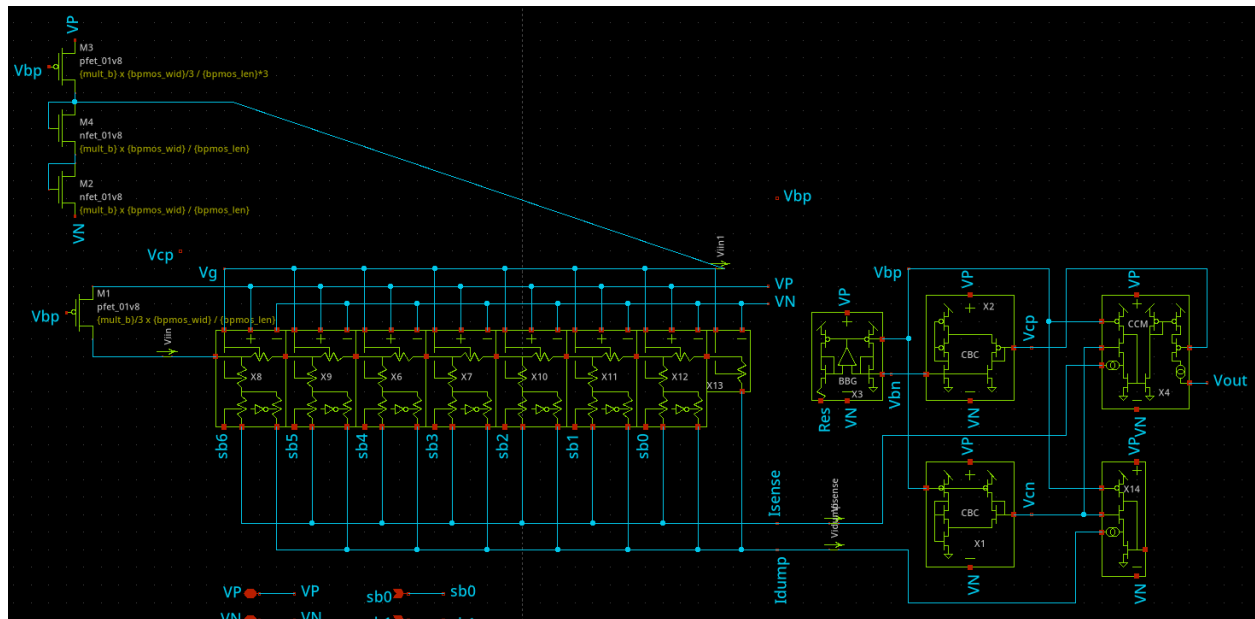 VP
M3
pfet_01v8
{mult_b} x {bpmos_wid}/3 / {bpmos_len}*3
Vbp
M4
nfet_01v8
{mult_b} x {bpmos_wid} / {bpmos_len}
M2
nfet_01v8
{mult_b} x {bpmos_wid} / {bpmos_len}
VN
Vcp
Vbp
Viin1
Vg
VP
VN
M1
pfet_01v8
{mult_b}/3 x {bpmos_wid} / {bpmos_len}
Vbp
Viin
X8
X9
X6
X7
X10
X11
X12
X13
sb6
sb5
sb4
sb3
sb2
sb1
sb0
Isense
Idump
Vbp
VP
BBG
X3
Res
VN
Vbn
VP
X2
CBC
Vcp
VN
VP
CCM
X4
Vout
VN
VP
CBC
X1
Vcn
VN
VP
X14
VN
VP
VP
sb0
sb0
VN
VN